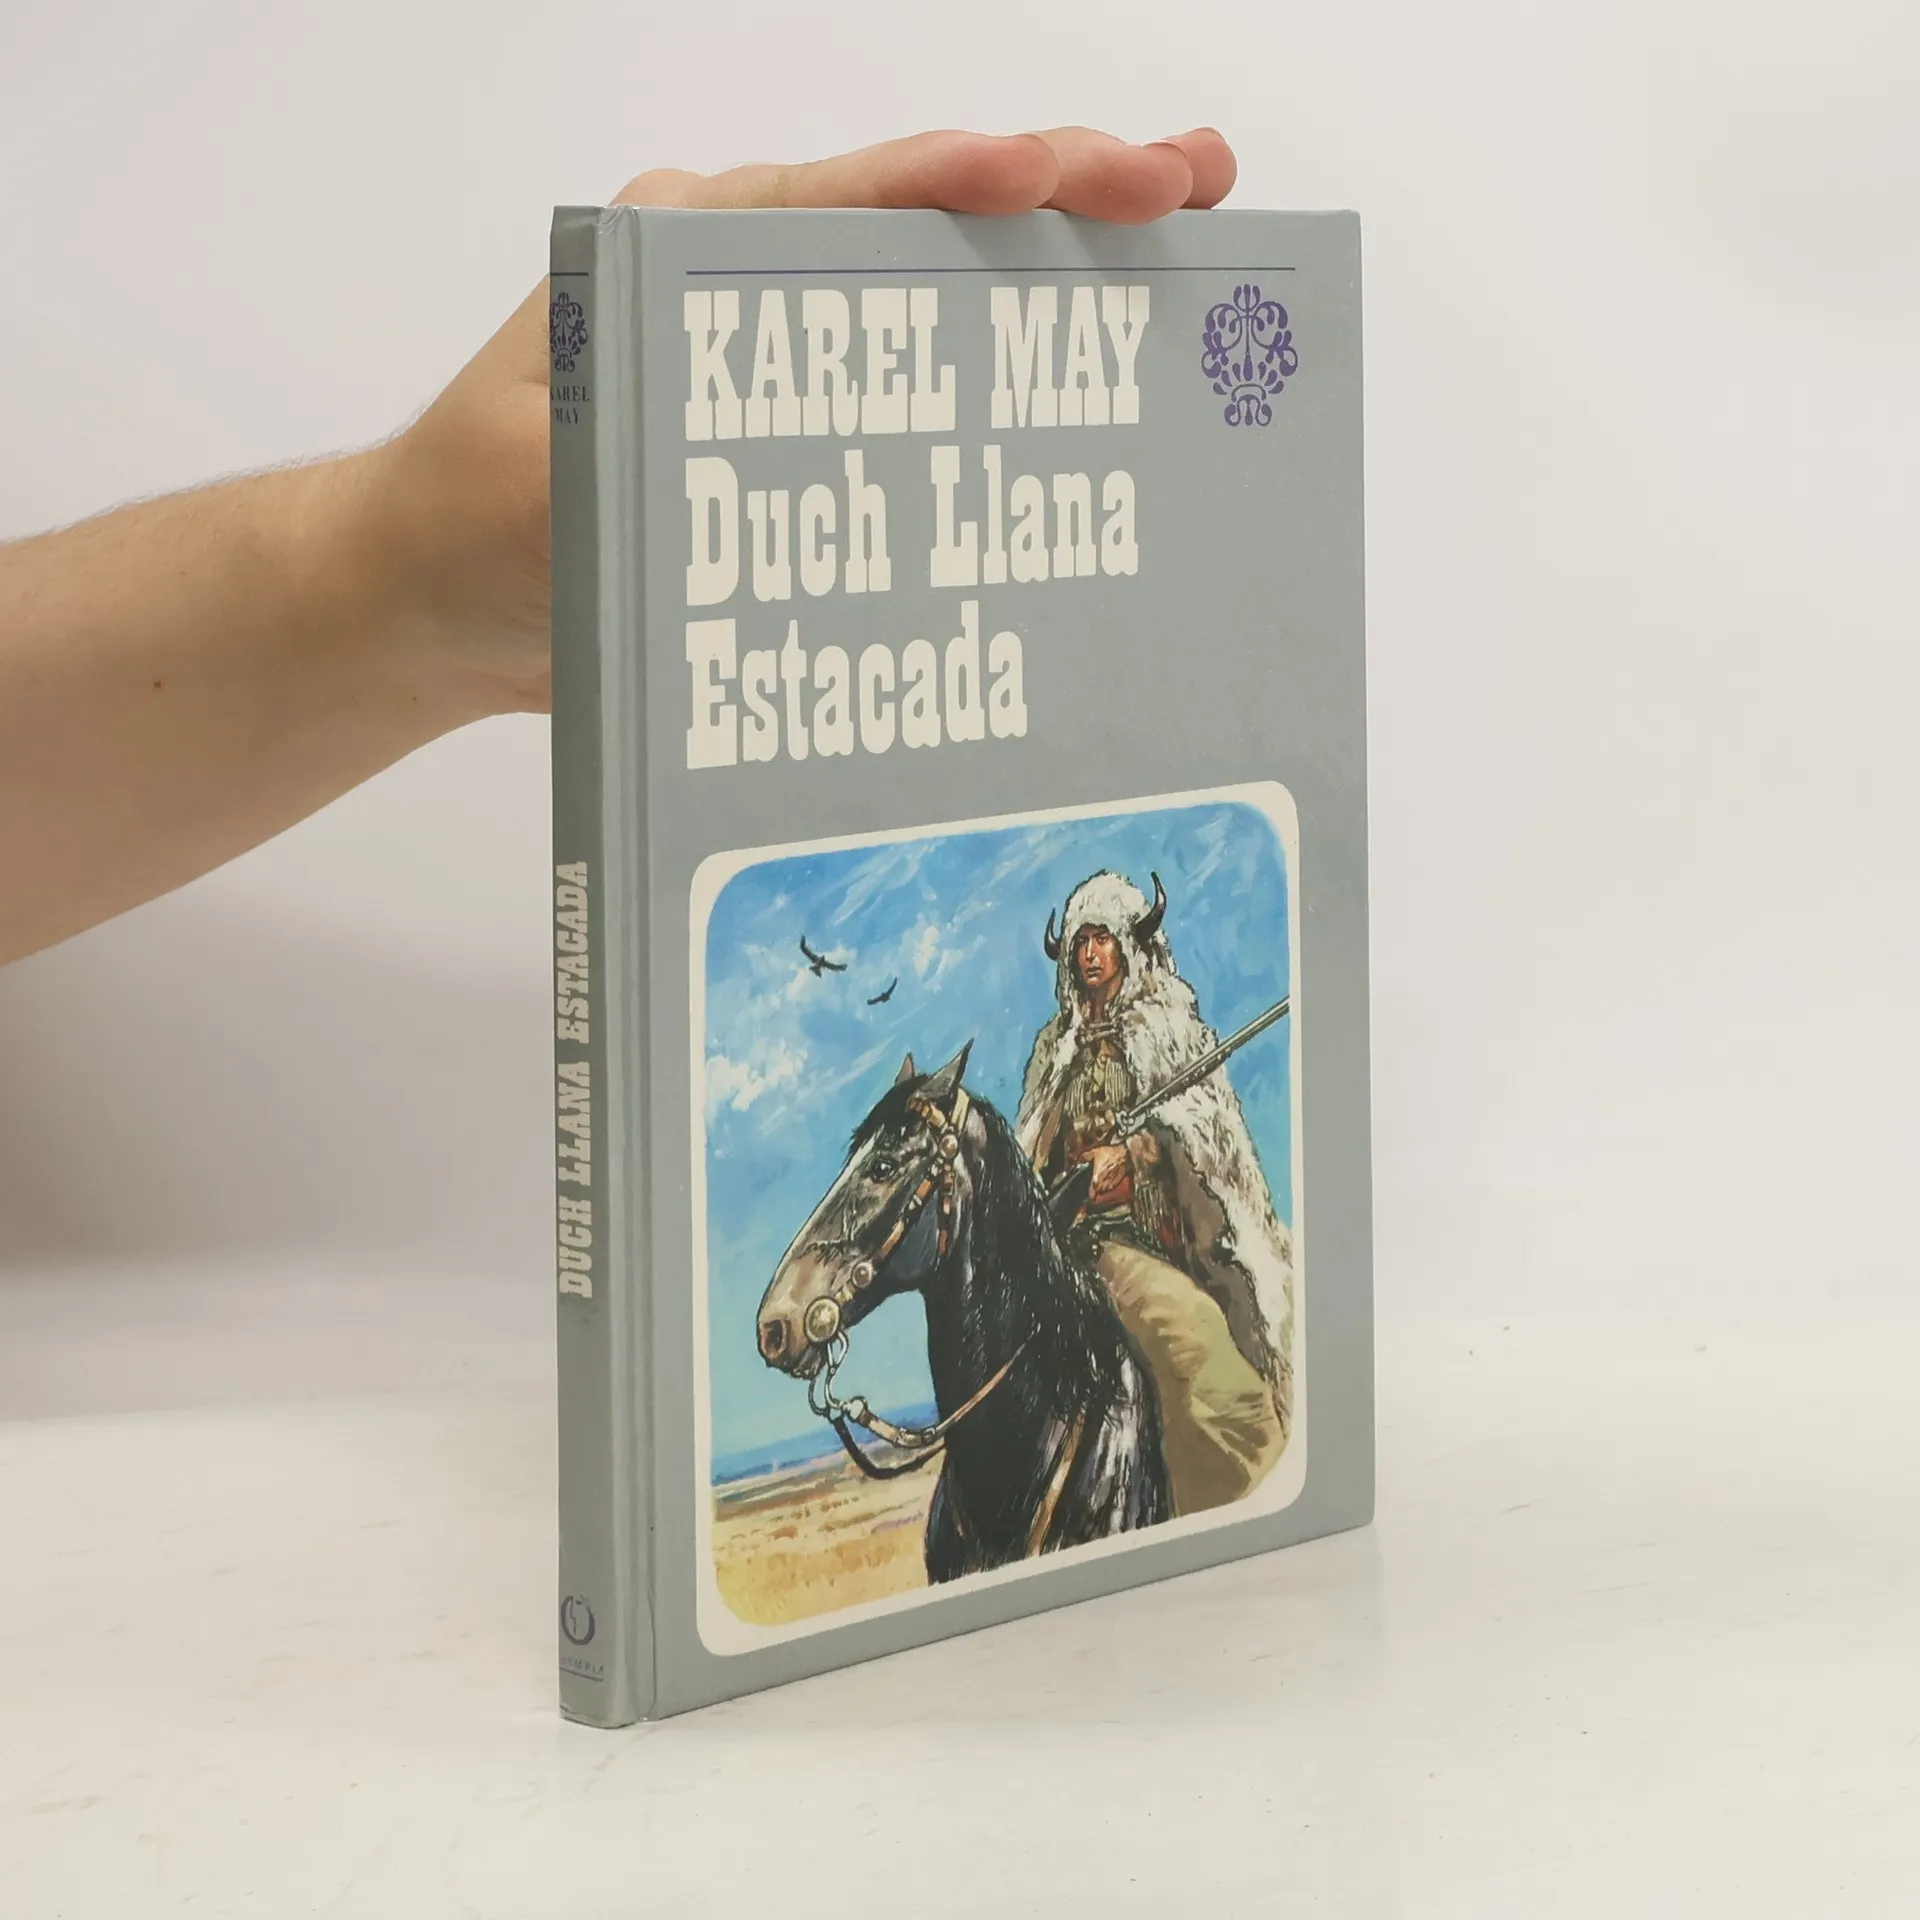 KAREL MAY
Duch Llana
Estacada
KAREL
MAY
DUCH LLANA ESTACADA